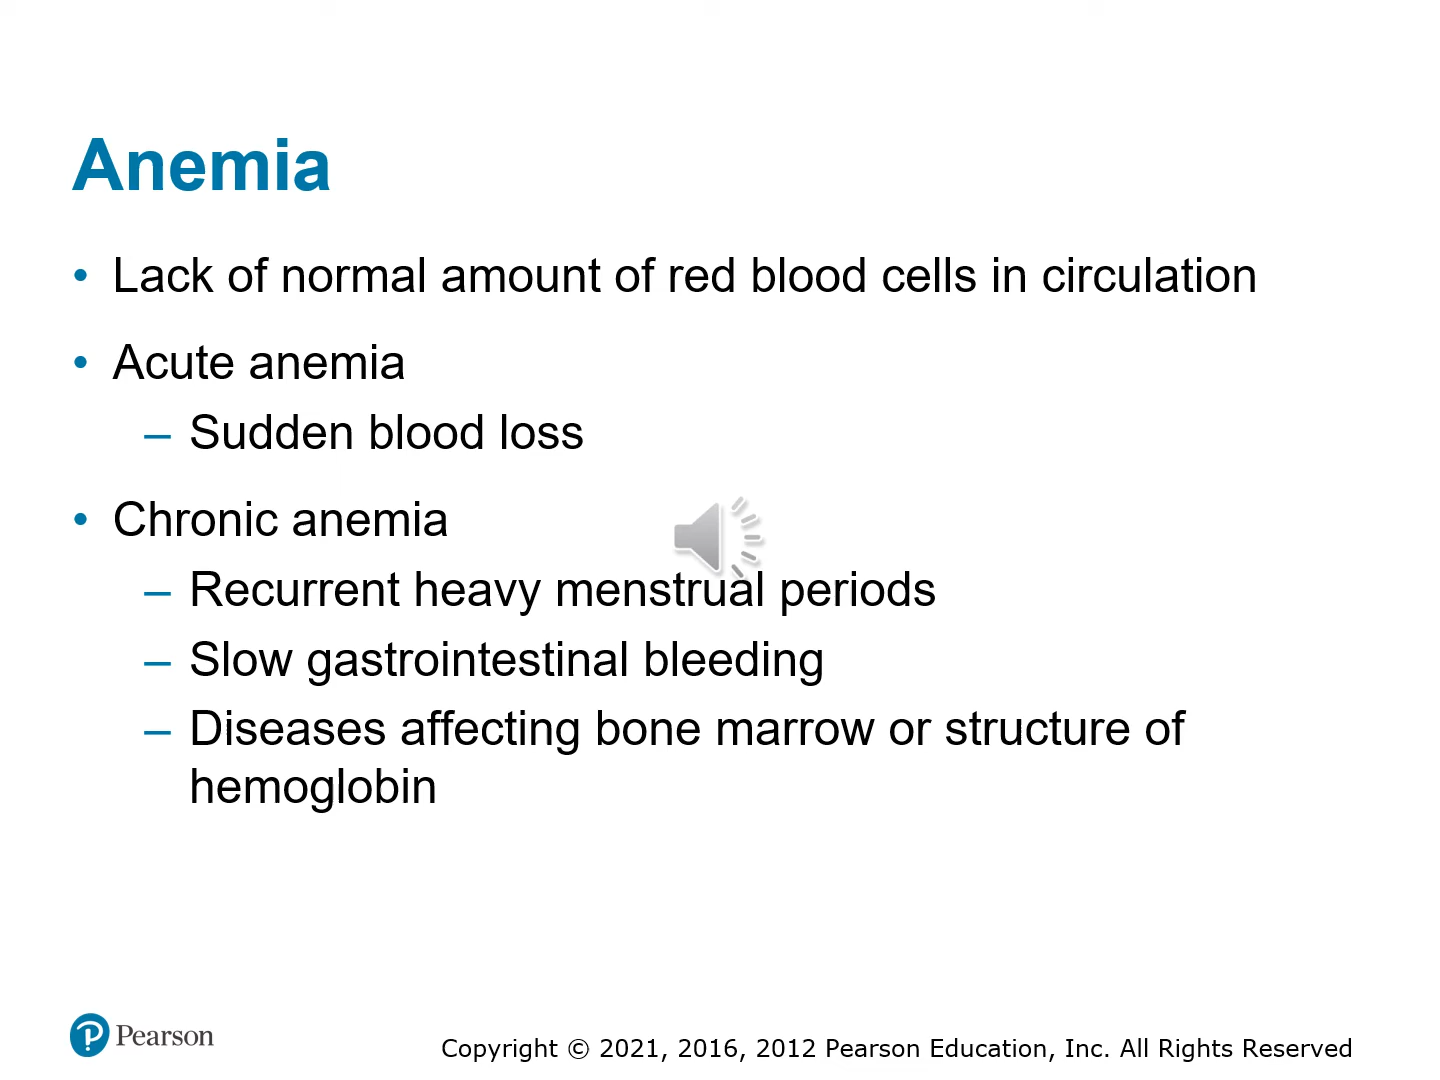 Anemia
• Lack of normal amount of red blood cells in circulation
• Acute anemia
– Sudden blood loss
• Chronic anemia
– Recurrent heavy menstrual periods
– Slow gastrointestinal bleeding
– Diseases affecting bone marrow or structure of
hemoglobin
Pearson
Copyright © 2021, 2016, 2012 Pearson Education, Inc. All Rights Reserved